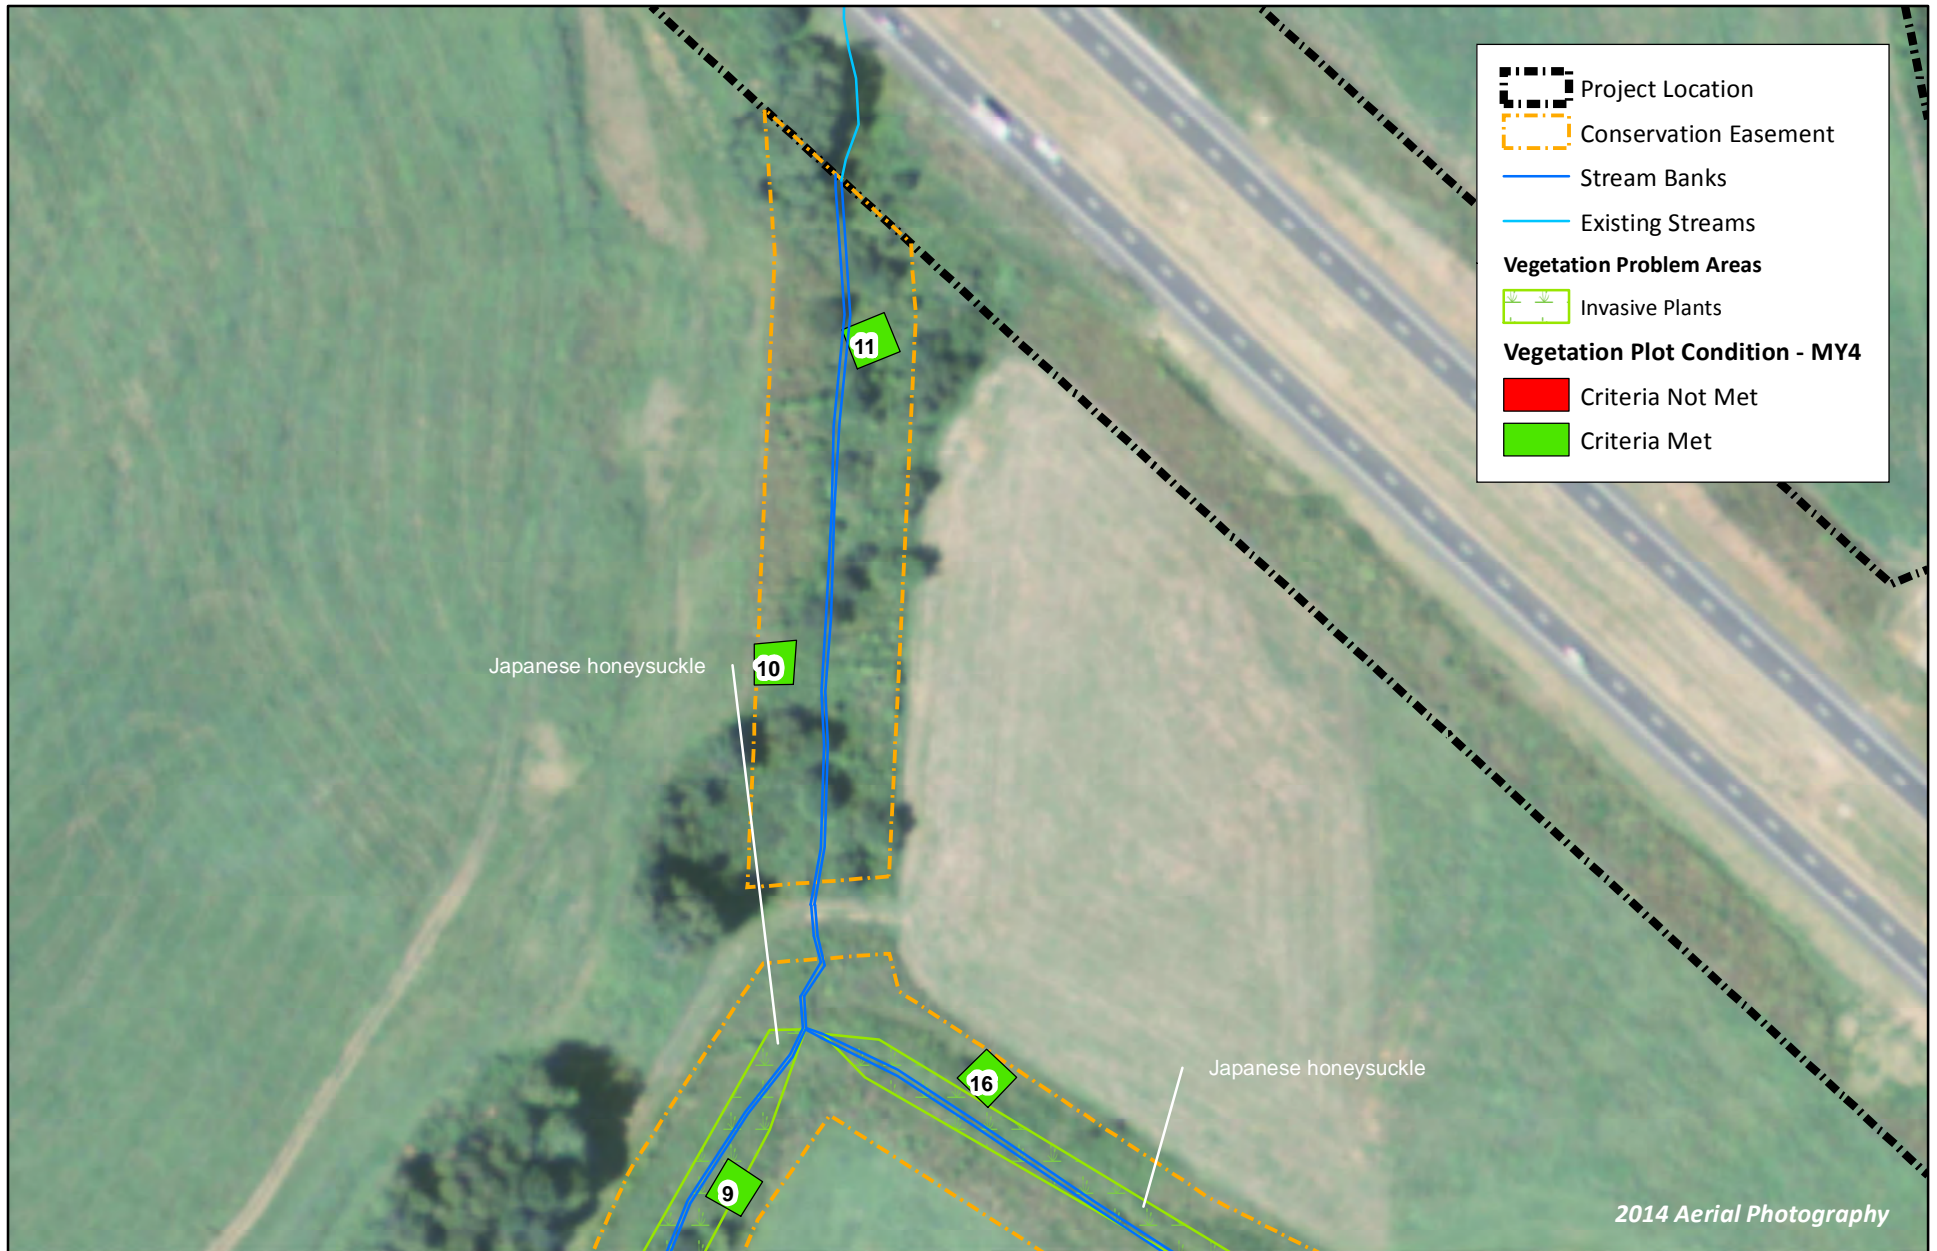 Project Location
Conservation Easement
Stream Banks
Existing Streams
Vegetation Problem Areas
Invasive Plants
Vegetation Plot Condition - MY4
Criteria Not Met
Criteria Met
11
10
Japanese honeysuckle
16
Japanese honeysuckle
9
2014 Aerial Photography